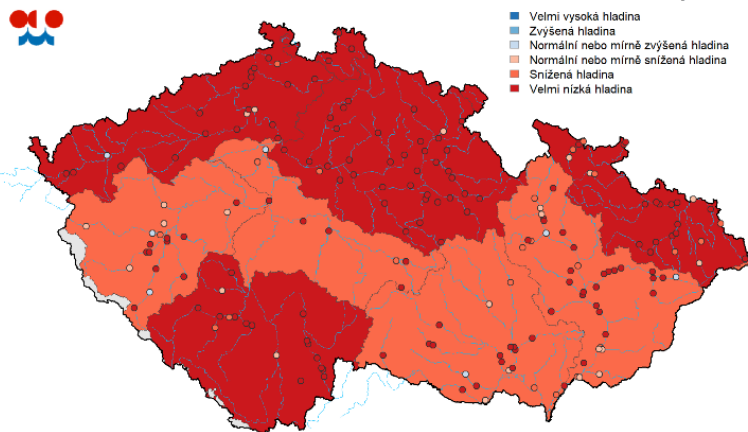 Velmi vysoká hladina
Zvýšená hladina
Normální nebo mírně zvýšená hladina
Normální nebo mírně snížená hladina
Snížená hladina
Velmi nízká hladina